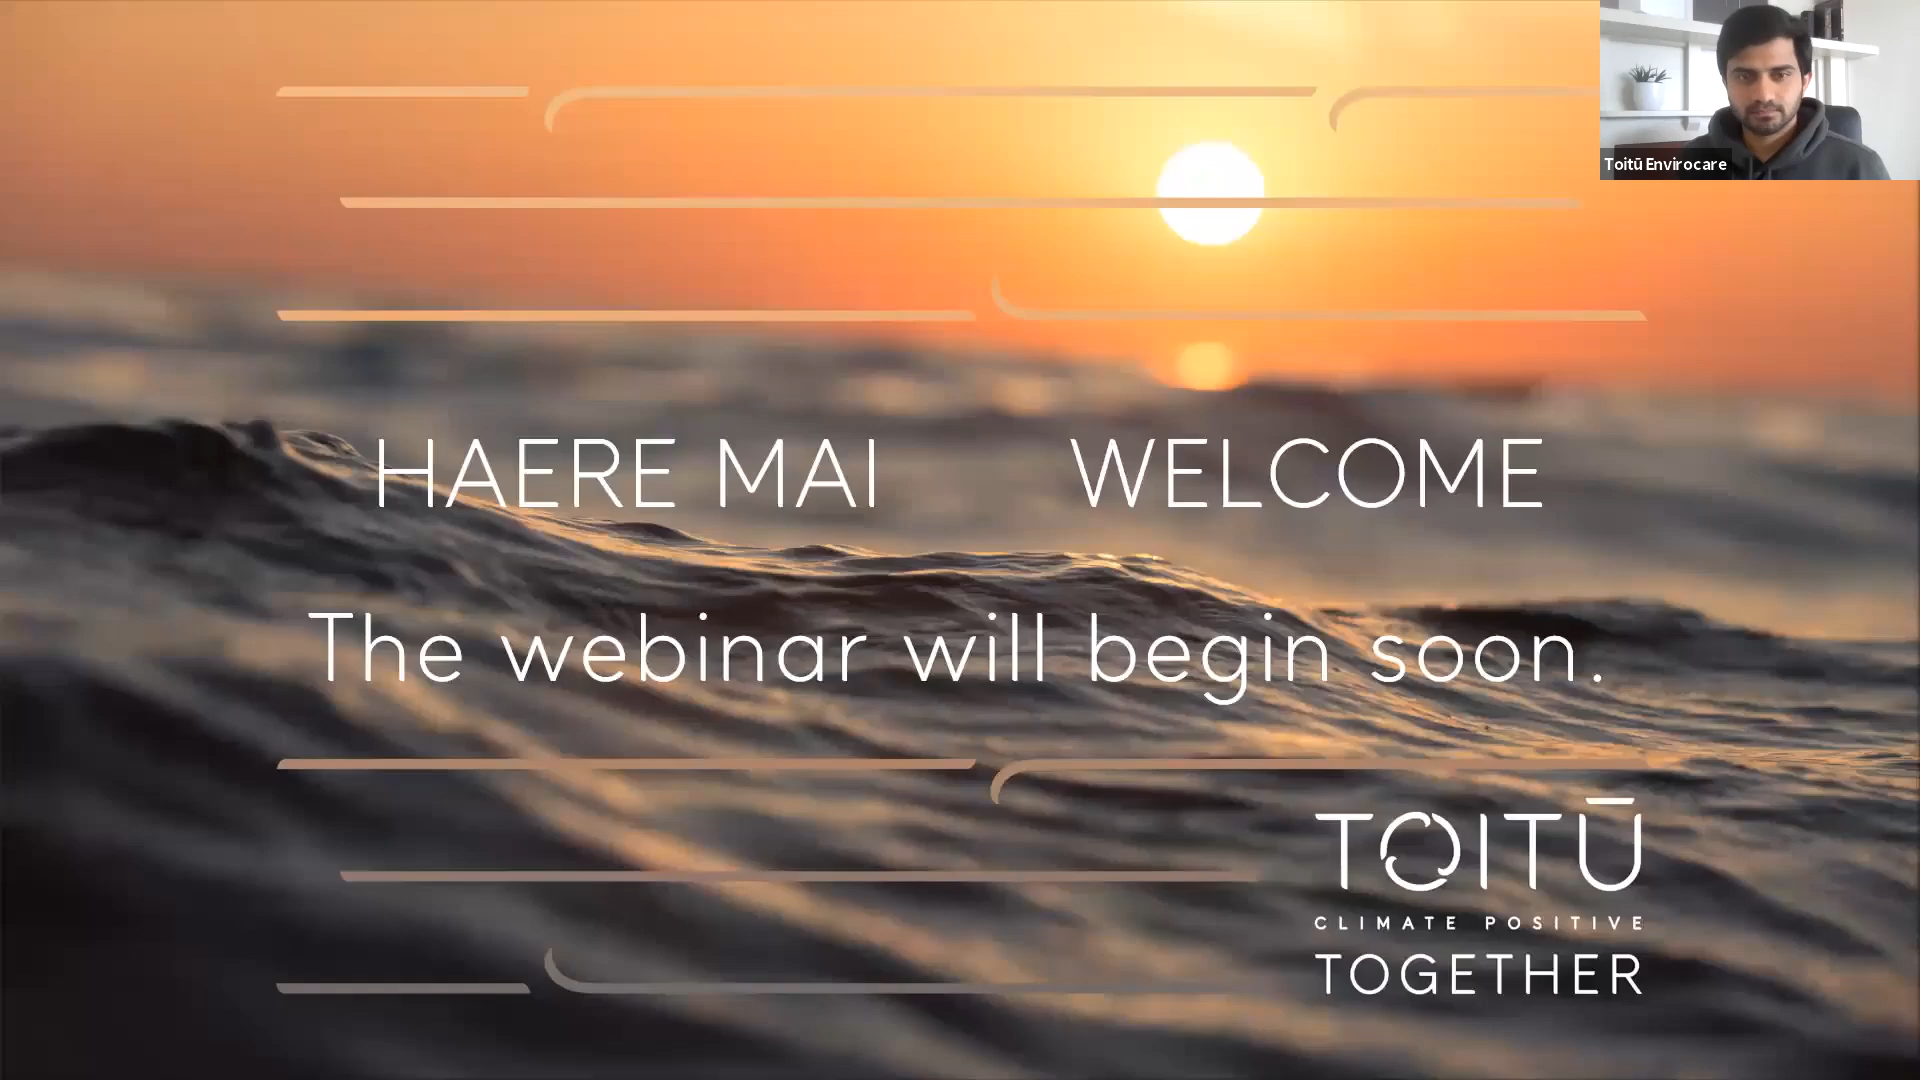 Toitū Envirocare
HAERE MAI WELCOME
The webinar will begin soon.
TOITŪ
CLIMATE POSITIVE
TOGETHER